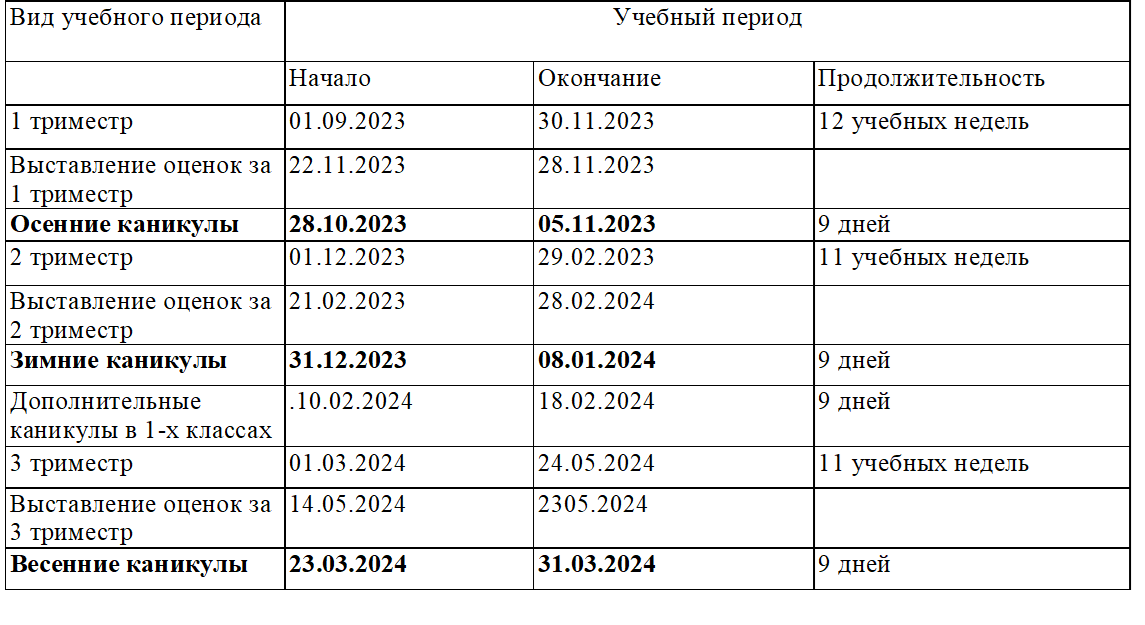 Вид учебного периода Учебный период
Начало Окончание Продолжительность
1 триместр 01.09.2023 30.11.2023 12 учебных недель
Выставление оценок за 22.11.2023 28.11.2023
1 триместр
Осенние каникулы 28.10.2023 05.11.2023 9 дней
2 триместр 01.12.2023 29.02.2023 11 учебных недель
Выставление оценок за 21.02.2023 28.02.2024
2 триместр
Зимние каникулы 31.12.2023 08.01.2024 9 дней
Дополнительные .10.02.2024 18.02.2024 9 дней
каникулы в 1-х классах
3 триместр 01.03.2024 24.05.2024 11 учебных недель
Выставление оценок за 14.05.2024 2305.2024
3 триместр
Весенние каникулы 23.03.2024 31.03.2024 9 дней